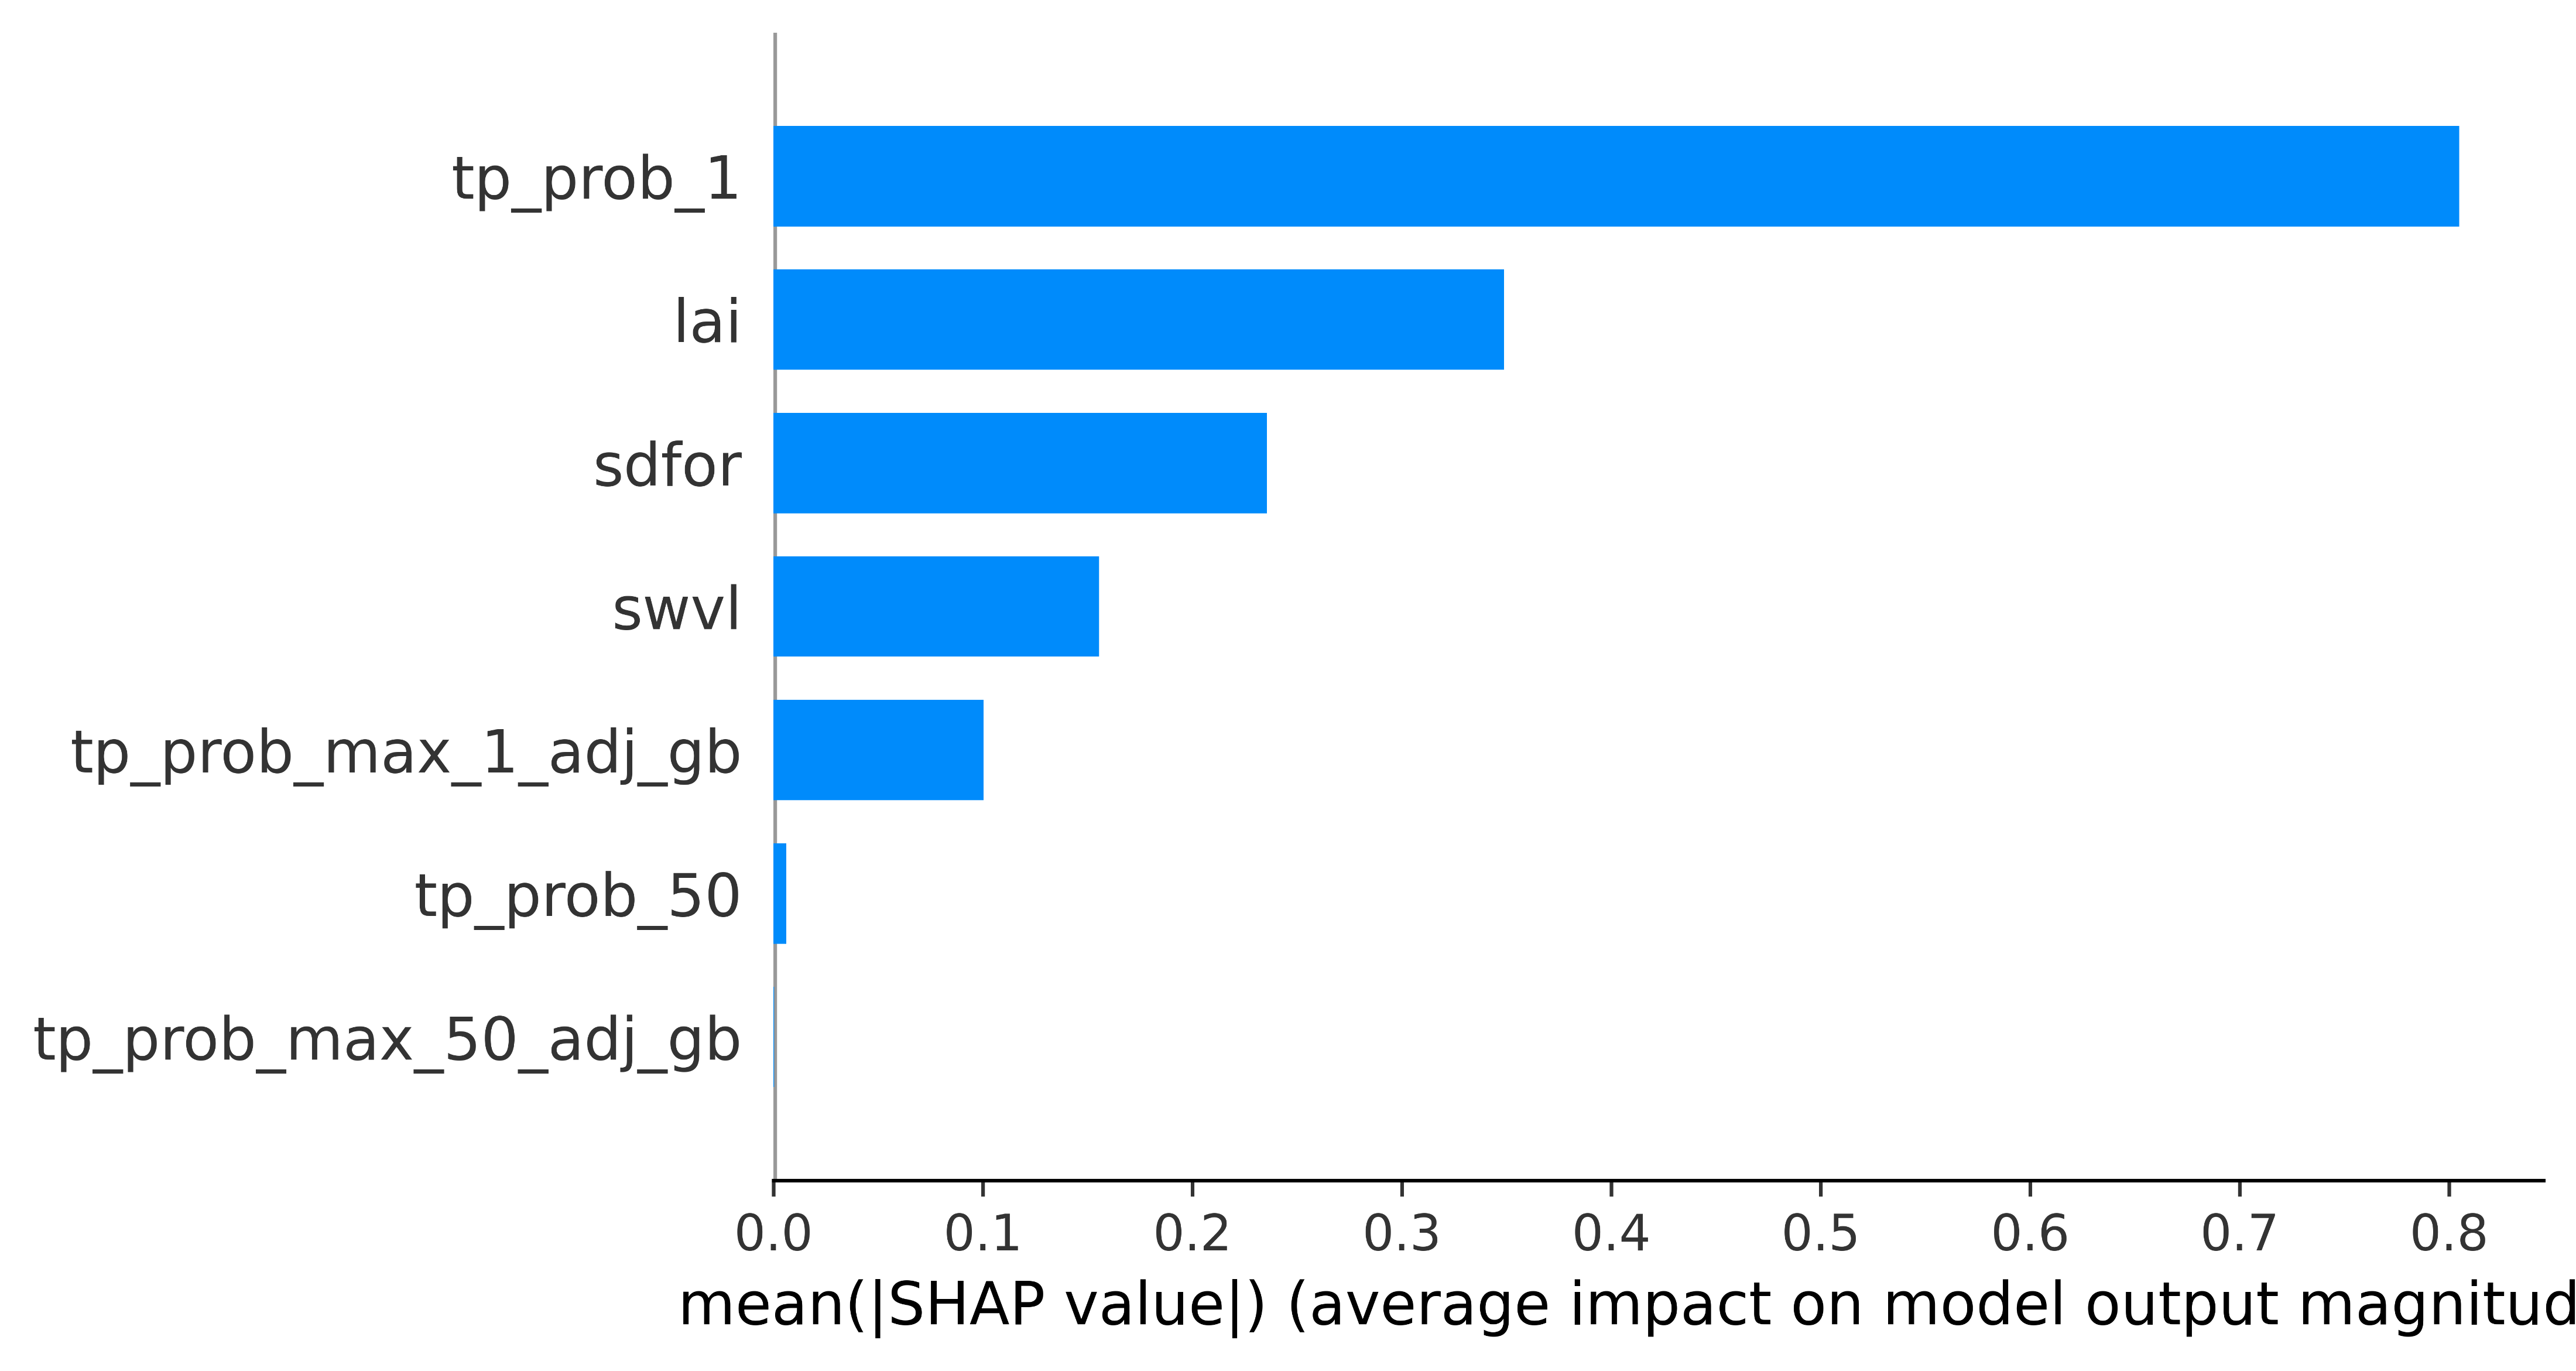 tp_prob_1
lai
sdfor
swvl
tp_prob_max_1_adj_gb
tp_prob_50
tp_prob_max_50_adj_gb
0.0 0.1 0.2 0.3 0.4 0.5 0.6 0.7 0.8
mean(|SHAP value|) (average impact on model output magnitud